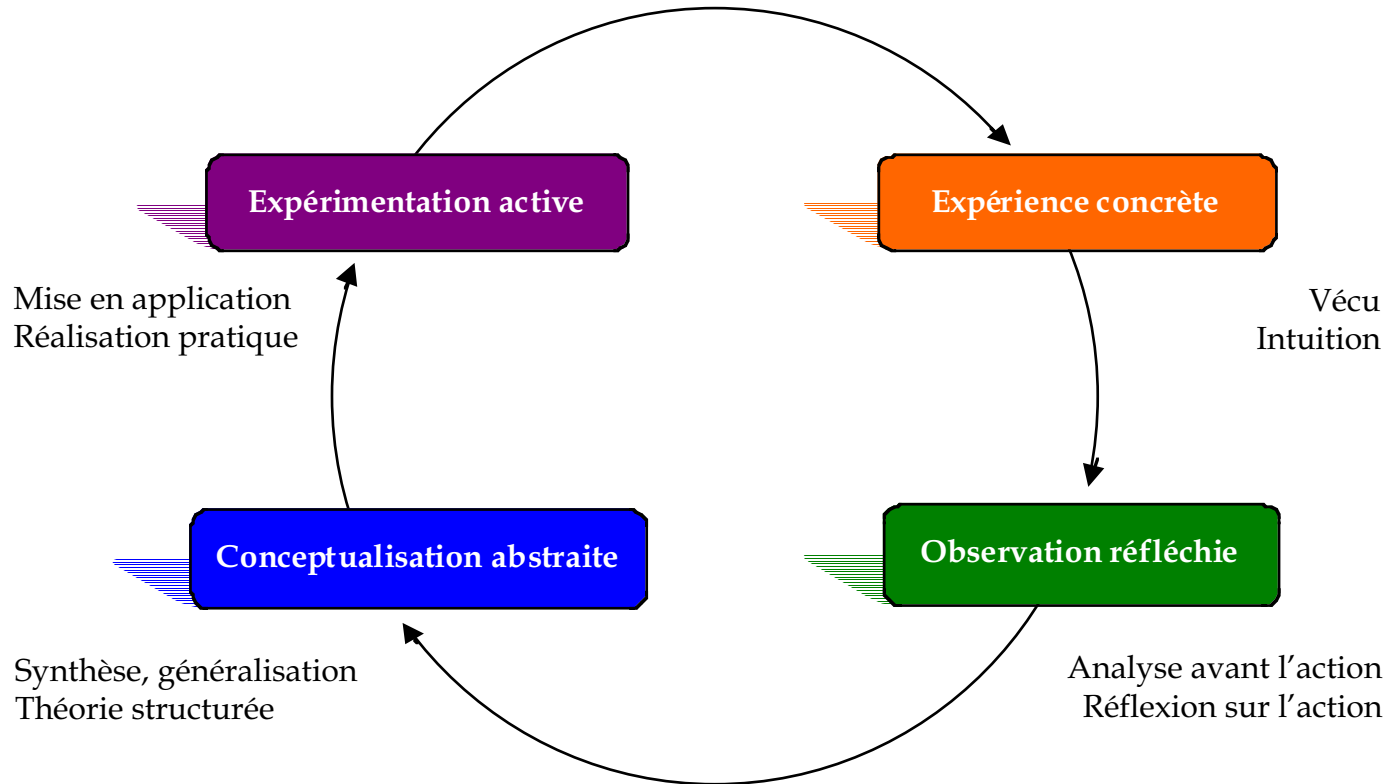 Expérimentation active
Expérience concrète
Mise en application
Réalisation pratique
Vécu
Intuition
Conceptualisation abstraite
Observation réfléchie
Synthèse, généralisation
Théorie structurée
Analyse avant l’action
Réflexion sur l’action